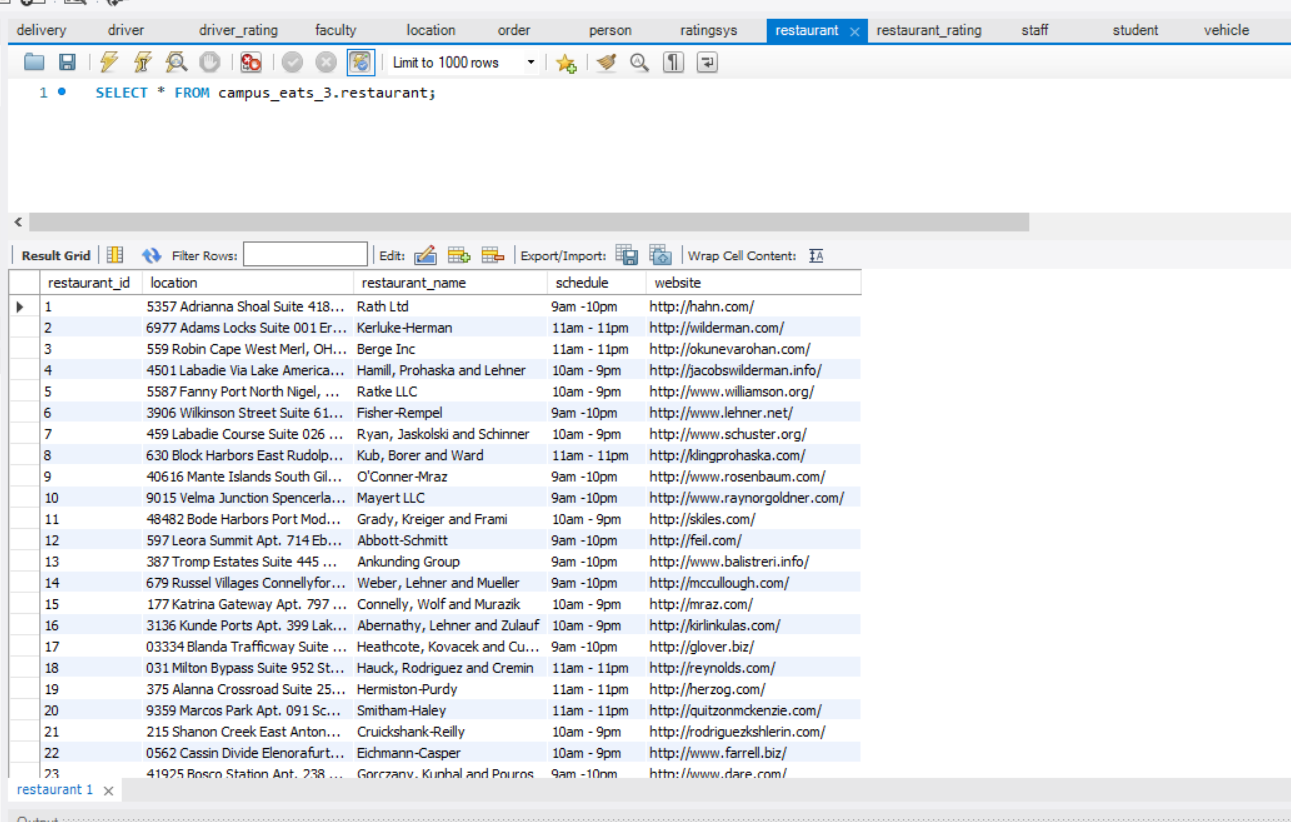 delivery driver driver_rating faculty location order person ratingsys restaurant restaurant_rating staff student vehicle
Limit to 1000 rows
1 SELECT * FROM campus_eats_3.restaurant;
Result Grid Filter Rows: Edit: Export/Import: Wrap Cell Content:
restaurant_id location restaurant_name schedule website
1 5357 Adrianna Shoal Suite 418... Rath Ltd 9am -10pm http://hahn.com/
2 6977 Adams Locks Suite 001 Er... Kerluke-Herman 11am - 11pm http://wilderman.com/
3 559 Robin Cape West Merl, OH... Berge Inc 11am - 11pm http://okunevarohan.com/
4 4501 Labadie Via Lake America... Hamill, Prohaska and Lehner 10am - 9pm http://jacobswilderman.info/
5 5587 Fanny Port North Nigel, ... Ratke LLC 10am - 9pm http://www.williamson.org/
6 3906 Wilkinson Street Suite 61... Fisher-Rempel 9am -10pm http://www.lehner.net/
7 459 Labadie Course Suite 026 ... Ryan, Jaskolski and Schinner 10am - 9pm http://www.schuster.org/
8 630 Block Harbors East Rudolp... Kub, Borer and Ward 11am - 11pm http://klingprohaska.com/
9 40616 Mante Islands South Gil... O'Conner-Mraz 9am -10pm http://www.rosenbaum.com/
10 9015 Velma Junction Spencerla... Mayert LLC 9am -10pm http://www.raynorgoldner.com/
11 48482 Bode Harbors Port Mod... Grady, Kreiger and Frami 10am - 9pm http://skiles.com/
12 597 Leora Summit Apt. 714 Eb... Abbott-Schmitt 9am -10pm http://feil.com/
13 387 Tromp Estates Suite 445 ... Ankunding Group 9am -10pm http://www.balistreri.info/
14 679 Russel Villages Connellyfor... Weber, Lehner and Mueller 9am -10pm http://mccullough.com/
15 177 Katrina Gateway Apt. 797 ... Connelly, Wolf and Murazik 10am - 9pm http://mraz.com/
16 3136 Kunde Ports Apt. 399 Lak... Abernathy, Lehner and Zulauf 10am - 9pm http://kirlinkulas.com/
17 03334 Blanda Trafficway Suite ... Heathcote, Kovacek and Cu... 9am -10pm http://glover.biz/
18 031 Milton Bypass Suite 952 St... Hauck, Rodriguez and Cremin 11am - 11pm http://reynolds.com/
19 375 Alanna Crossroad Suite 25... Hermiston-Purdy 11am - 11pm http://herzog.com/
20 9359 Marcos Park Apt. 091 Sc... Smitham-Haley 11am - 11pm http://quitzonmckenzie.com/
21 215 Shanon Creek East Anton... Cruickshank-Reilly 10am - 9pm http://rodriguezkshlerin.com/
22 0562 Cassin Divide Elenorafurt... Eichmann-Casper 10am - 9pm http://www.farrell.biz/
23 41925 Bosco Station Apt. 238 ... Gorczany, Kuphal and Pouros 9am -10pm http://www.dare.com/
restaurant 1
Output